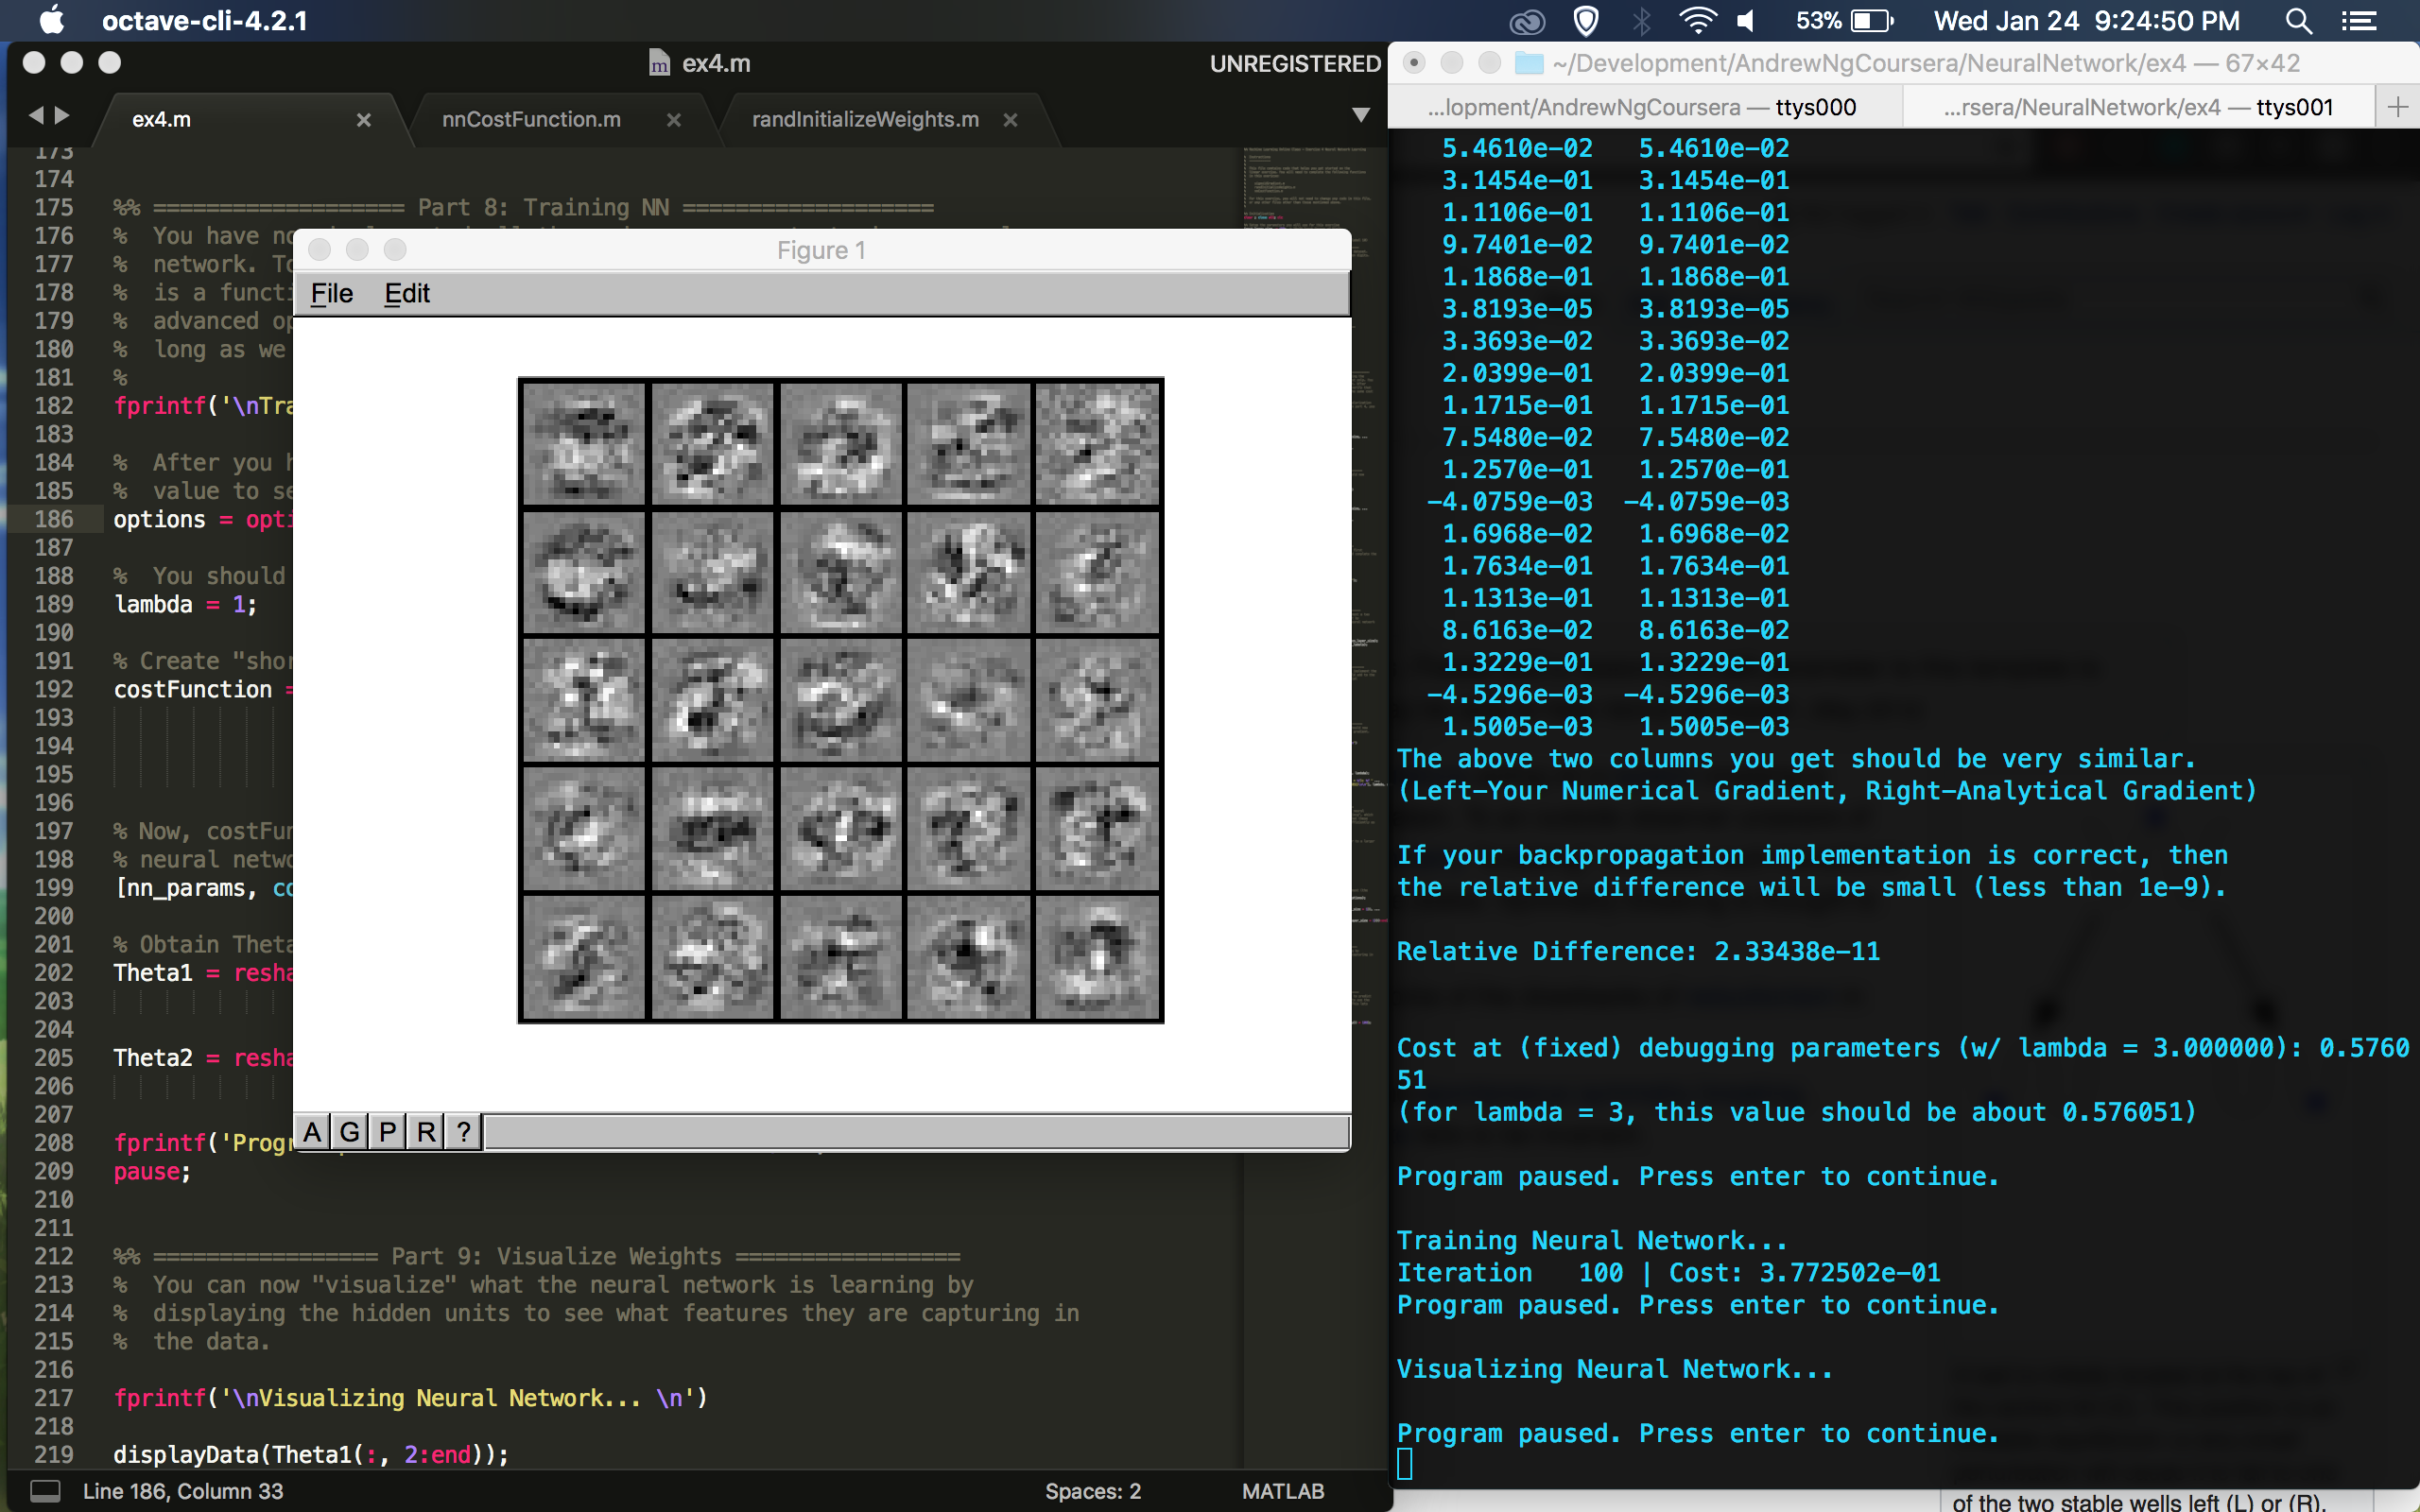 octave-cli-4.2.1
53%
Wed Jan 24 9:24:50 PM
ex4.m
UNREGISTERED
ex4.m
nnCostFunction.m
randInitializeWeights.m
173
174
175 %% =================== Part 8: Training NN ===================
176 % You have
177 % network.
178 % is a
179 % advanced
180 % long as we
181 %
182 fprintf('\nTra
183
184 % After you
185 % value to
186 options =
187
188 % You should
189 lambda = 1;
190
191 % Create
192 costFunction =
193
194
195
196
197 % Now,
198 % neural
199 [nn_params,
200
201 % Obtain
202 Theta1 =
203
204
205 Theta2 =
206
207
208 fprintf('Progr
209 pause;
210
211
212 %% ================= Part 9: Visualize Weights =================
213 % You can now "visualize" what the neural network is learning by
214 % displaying the hidden units to see what features they are capturing in
215 % the data.
216
217 fprintf('\nVisualizing Neural Network... \n')
218
219 displayData(Theta1(:, 2:end));
Line 186, Column 33
Spaces: 2
MATLAB
Figure 1
File Edit
A G P R ?
~/Development/AndrewNgCoursera/NeuralNetwork/ex4 — 67×42
...lopment/AndrewNgCoursera — ttys000
...rsera/NeuralNetwork/ex4 — ttys001
5.4610e-02 5.4610e-02
3.1454e-01 3.1454e-01
1.1106e-01 1.1106e-01
9.7401e-02 9.7401e-02
1.1868e-01 1.1868e-01
3.8193e-05 3.8193e-05
3.3693e-02 3.3693e-02
2.0399e-01 2.0399e-01
1.1715e-01 1.1715e-01
7.5480e-02 7.5480e-02
1.2570e-01 1.2570e-01
-4.0759e-03 -4.0759e-03
1.6968e-02 1.6968e-02
1.7634e-01 1.7634e-01
1.1313e-01 1.1313e-01
8.6163e-02 8.6163e-02
1.3229e-01 1.3229e-01
-4.5296e-03 -4.5296e-03
1.5005e-03 1.5005e-03
The above two columns you get should be very similar.
(Left-Your Numerical Gradient, Right-Analytical Gradient)
If your backpropagation implementation is correct, then
the relative difference will be small (less than 1e-9).
Relative Difference: 2.33438e-11
Cost at (fixed) debugging parameters (w/ lambda = 3.000000): 0.5760
51
(for lambda = 3, this value should be about 0.576051)
Program paused. Press enter to continue.
Training Neural Network...
Iteration 100 | Cost: 3.772502e-01
Program paused. Press enter to continue.
Visualizing Neural Network...
Program paused. Press enter to continue.
of the two stable wells left (L) or (R).